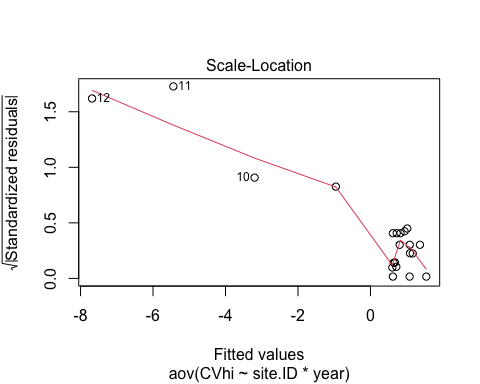 Scale-Location
√|Standardized residuals|
1.5
1.0
0.5
0.0
12
11
10
-8 -6 -4 -2 0
Fitted values
aov(CVhi ~ site.ID * year)